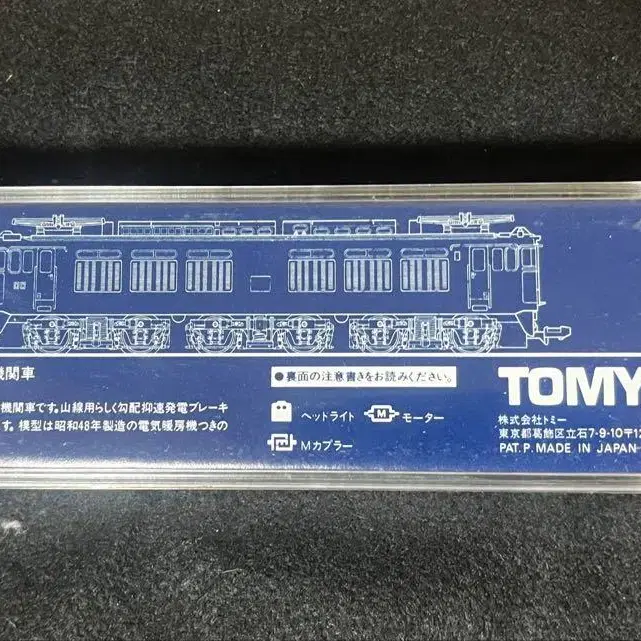 機関車
機関車です。山線用らしく勾配抑速発電ブレーキ
す。模型は昭和48年製造の電気暖房機つきの
●裏面の注意書きをお読みください。
ヘッドライト M モーター
Mカプラー
TOMY
株式会社トミー
東京都葛飾区立石7-9-10〒12
PAT.P. MADE IN JAPAN